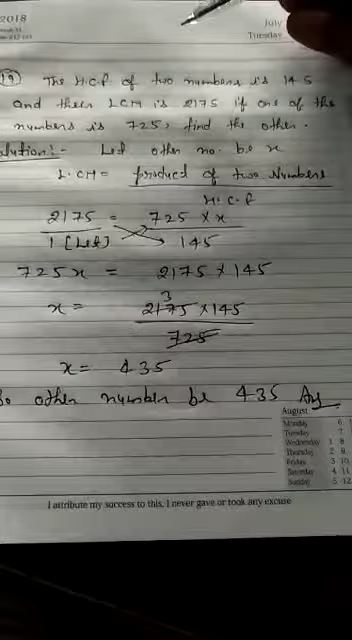 2018
July
Tuesday
19 The H.C.F of two numbers is 145
and their LCM is 2175 if one of the
numbers is 725, find the other.
olution:- Let other no. be x
L.CM = product of two Numbers
H.C.F
2175 = 725 × x
1 (Let) 145
725x = 2175 × 145
x = 2175 × 145
3
725
x = 435
So other number be 435 Ans
August
Monday 6
Tuesday 7
Wednesday 1 8
Thursday 2 9
Friday 3 10
Saturday 4 11
Sunday 5 12
I attribute my success to this, I never gave or took any excuse